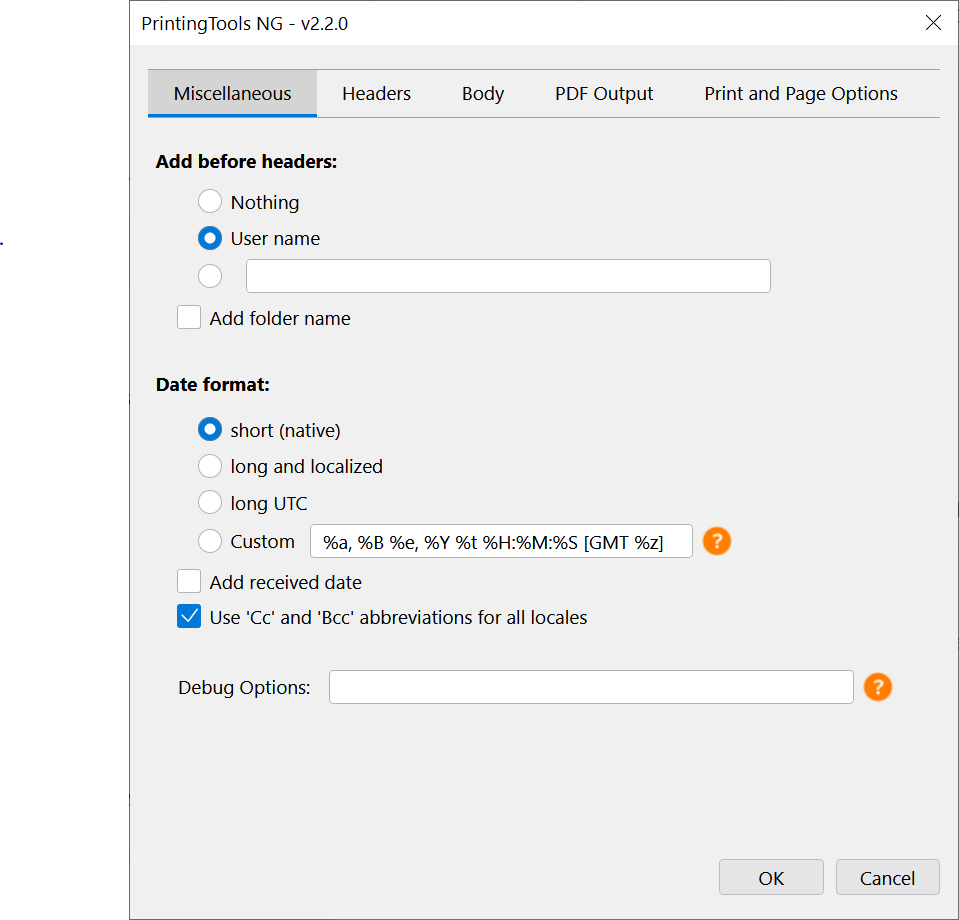 PrintingTools NG - v2.2.0
Miscellaneous Headers Body PDF Output Print and Page Options
Add before headers:
Nothing
User name
Add folder name
Date format:
short (native)
long and localized
long UTC
Custom %a, %B %e, %Y %t %H:%M:%S [GMT %z] ?
Add received date
Use 'Cc' and 'Bcc' abbreviations for all locales
Debug Options: ?
OK Cancel